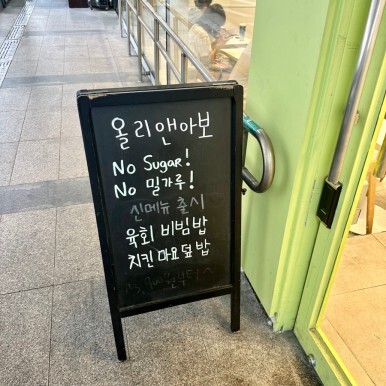 올리앤아보
No Sugar!
No 밀가루!
신메뉴 출시
육회 비빔밥
치킨 마요덮밥